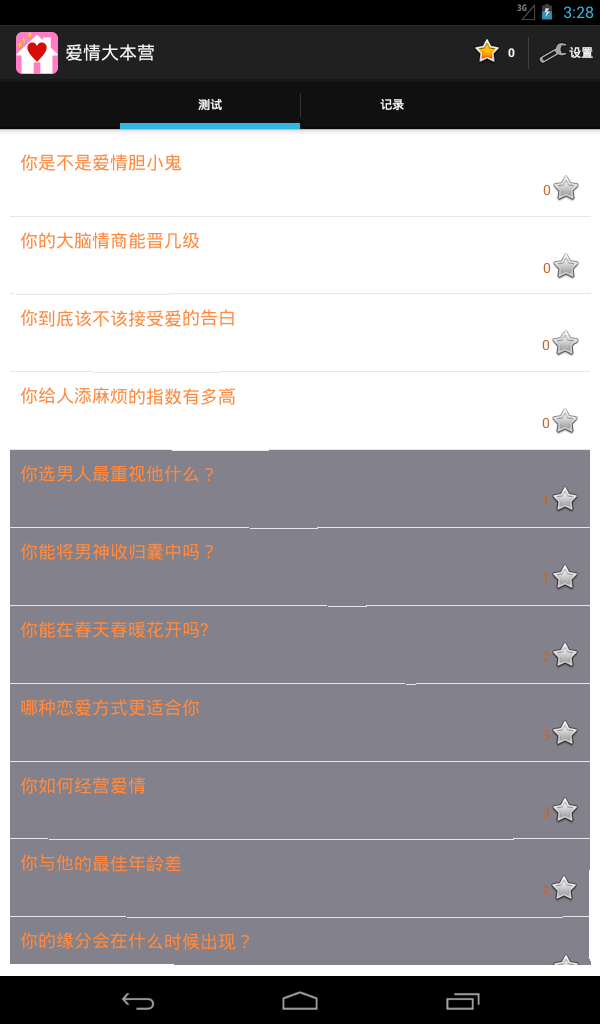 3G 3:28
爱情大本营 0 设置
测试 记录
你是不是爱情胆小鬼
0
你的大脑情商能晋几级
0
你到底该不该接受爱的告白
0
你给人添麻烦的指数有多高
0
你选男人最重视他什么？
1
你能将男神收归囊中吗？
1
你能在春天春暖花开吗?
哪种恋爱方式更适合你
你如何经营爱情
你与他的最佳年龄差
你的缘分会在什么时候出现？